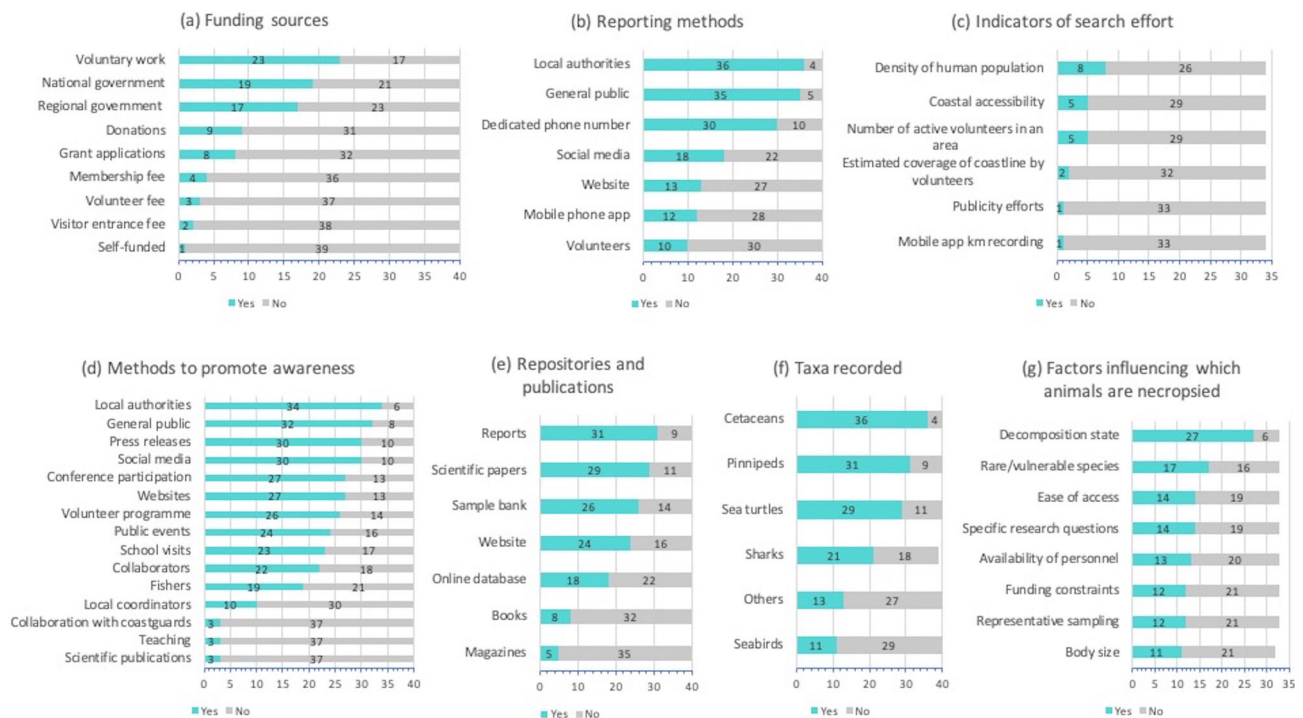 (a) Funding sources
Voluntary work 23 17
National government 19 21
Regional government 17 23
Donations 9 31
Grant applications 8 32
Membership fee 4 36
Volunteer fee 3 37
Visitor entrance fee 2 38
Self-funded 1 39
0 5 10 15 20 25 30 35 40
Yes No
(b) Reporting methods
Local authorities 36 4
General public 35 5
Dedicated phone number 30 10
Social media 18 22
Website 13 27
Mobile phone app 12 28
Volunteers 10 30
0 10 20 30 40
Yes No
(c) Indicators of search effort
Density of human population 8 26
Coastal accessibility 5 29
Number of active volunteers in an
area 5 29
Estimated coverage of coastline by
volunteers 2 32
Publicity efforts 1 33
Mobile app km recording 1 33
0 5 10 15 20 25 30 35
Yes No
(d) Methods to promote awareness
Local authorities 34 6
General public 32 8
Press releases 30 10
Social media 30 10
Conference participation 27 13
Websites 27 13
Volunteer programme 26 14
Public events 24 16
School visits 23 17
Collaborators 22 18
Fishers 19 21
Local coordinators 10 30
Collaboration with coastguards 3 37
Teaching 3 37
Scientific publications 3 37
0 5 10 15 20 25 30 35 40
Yes No
(e) Repositories and
publications
Reports 31 9
Scientific papers 29 11
Sample bank 26 14
Website 24 16
Online database 18 22
Books 8 32
Magazines 5 35
0 10 20 30 40
Yes No
(f) Taxa recorded
Cetaceans 36 4
Pinnipeds 31 9
Sea turtles 29 11
Sharks 21 18
Others 13 27
Seabirds 11 29
0 10 20 30 40
Yes No
(g) Factors influencing which
animals are necropsied
Decomposition state 27 6
Rare/vulnerable species 17 16
Ease of access 14 19
Specific research questions 14 19
Availability of personnel 13 20
Funding constraints 12 21
Representative sampling 12 21
Body size 11 21
0 5 10 15 20 25 30 35
Yes No